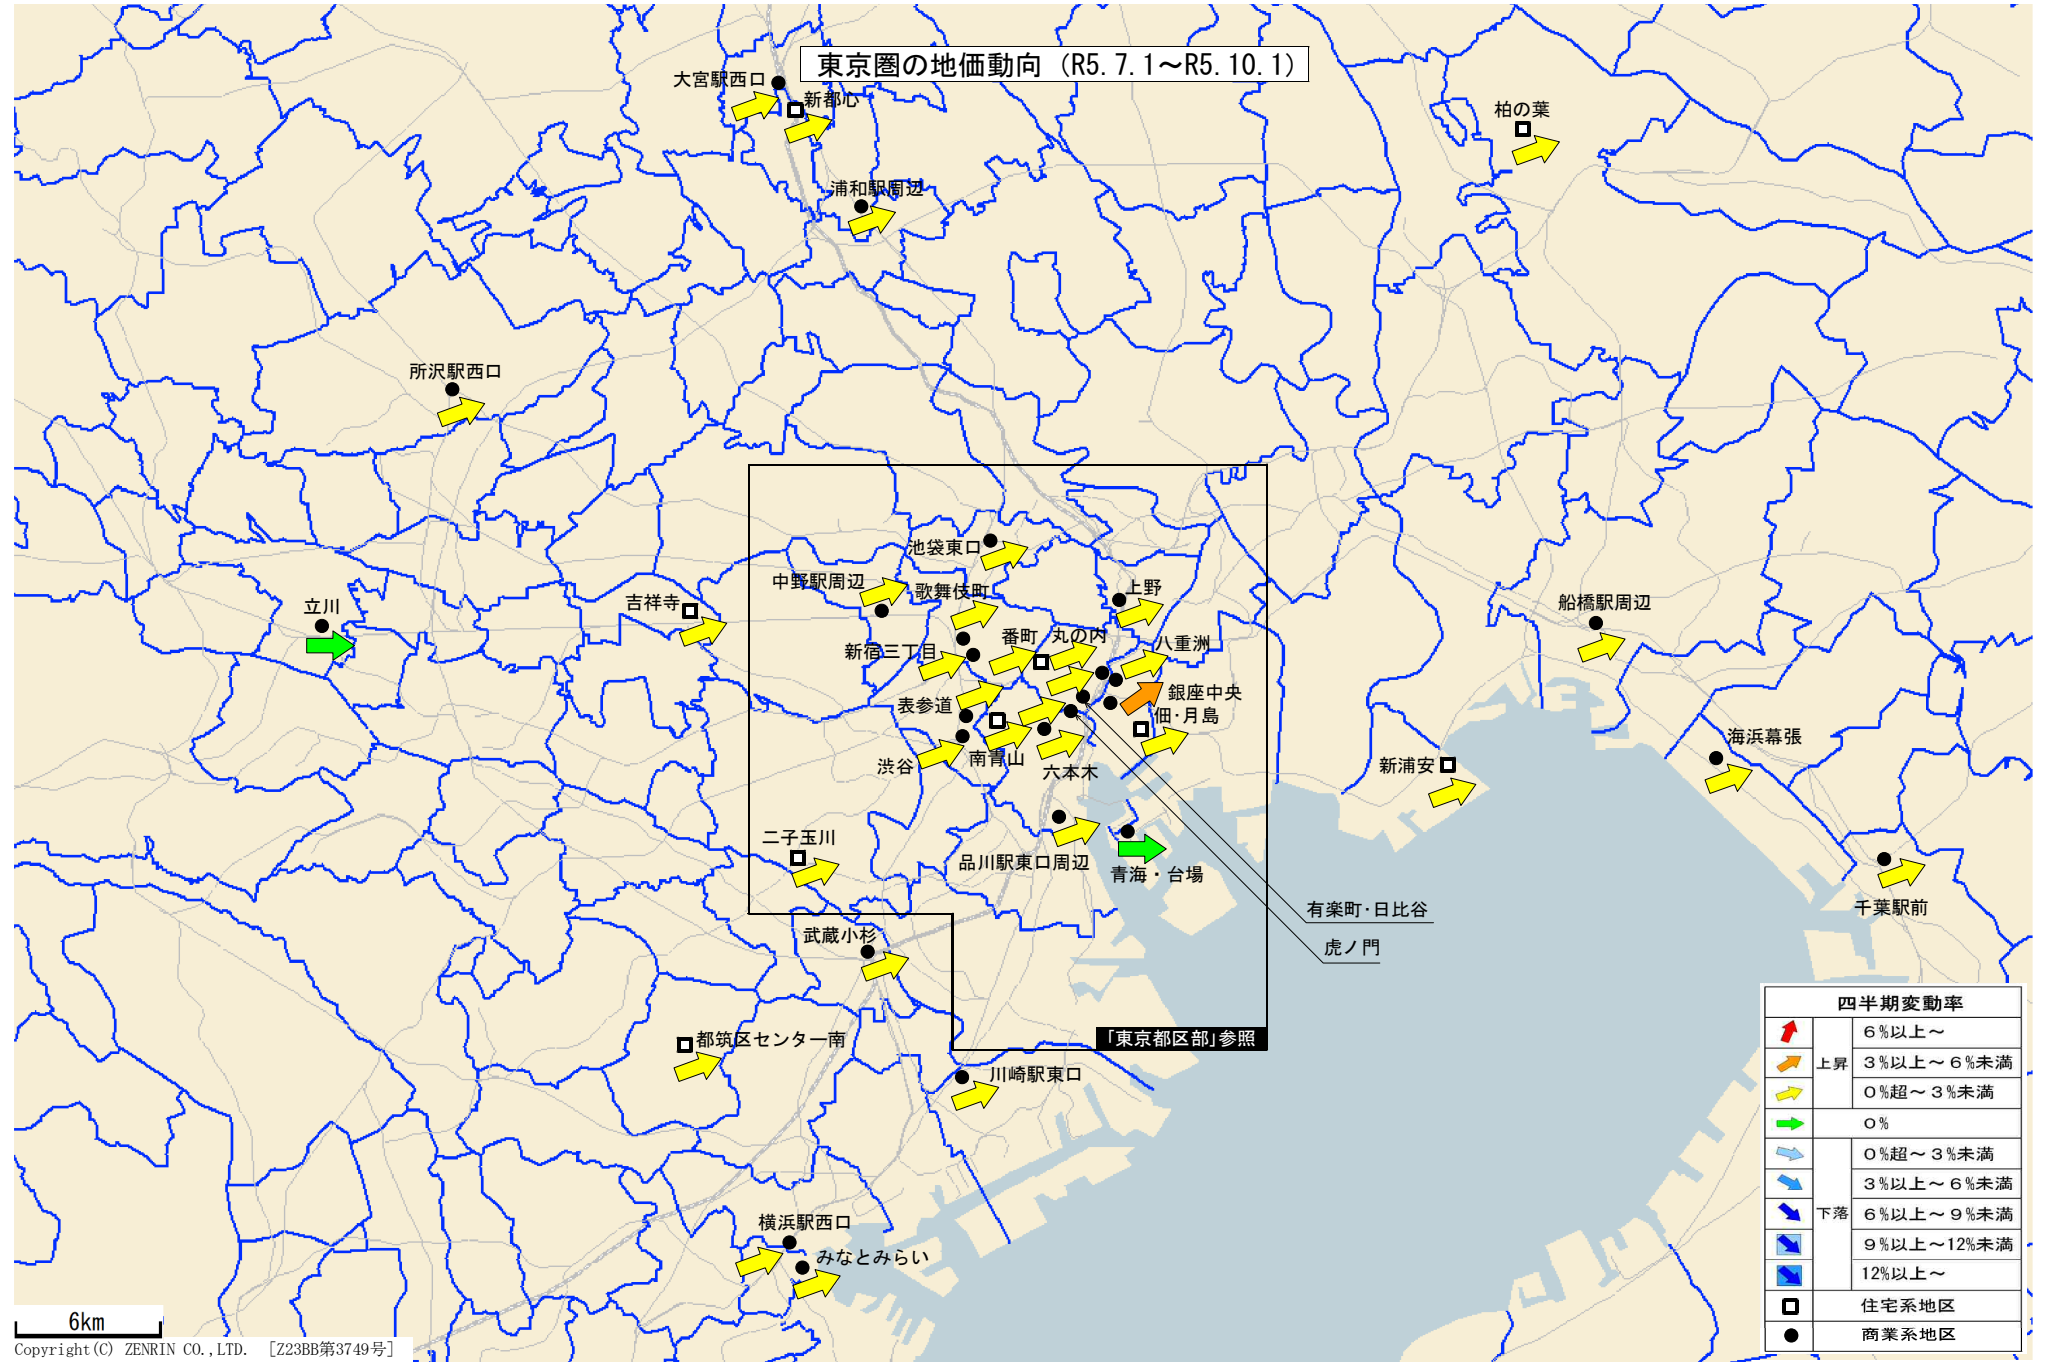 東京圏の地価動向（R5.7.1～R5.10.1）
大宮駅西口
新都心
柏の葉
浦和駅周辺
所沢駅西口
池袋東口
中野駅周辺
歌舞伎町
上野
立川
吉祥寺
船橋駅周辺
番町
丸の内
八重洲
新宿三丁目
銀座中央
表参道
佃･月島
南青山
渋谷
六本木
海浜幕張
新浦安
二子玉川
品川駅東口周辺
青海・台場
有楽町･日比谷
千葉駅前
武蔵小杉
虎ノ門
「東京都区部」参照
都筑区センター南
川崎駅東口
横浜駅西口
みなとみらい
四半期変動率
上昇
6%以上～
3%以上～6%未満
0%超～3%未満
0%
下落
0%超～3%未満
3%以上～6%未満
6%以上～9%未満
9%以上～12%未満
12%以上～
住宅系地区
商業系地区
6km
Copyright(C) ZENRIN CO.,LTD. [Z23BB第3749号]